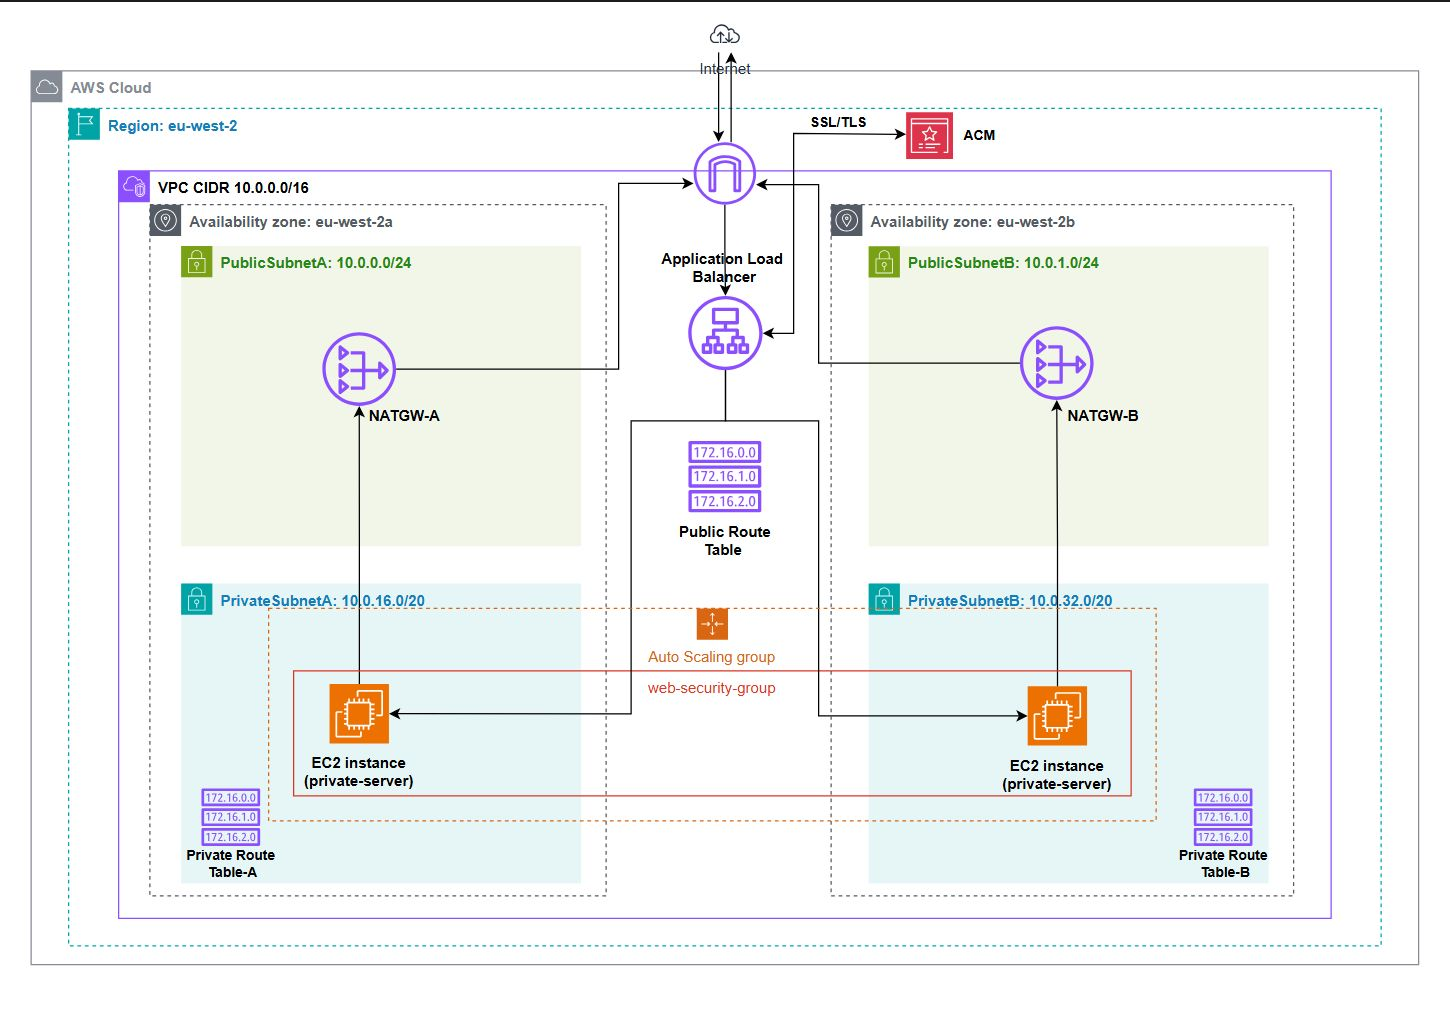 Internet
AWS Cloud
Region: eu-west-2
SSL/TLS
ACM
VPC CIDR 10.0.0.0/16
Availability zone: eu-west-2a
Availability zone: eu-west-2b
PublicSubnetA: 10.0.0.0/24
Application Load
Balancer
PublicSubnetB: 10.0.1.0/24
NATGW-A
NATGW-B
172.16.0.0
172.16.1.0
172.16.2.0
Public Route
Table
PrivateSubnetA: 10.0.16.0/20
PrivateSubnetB: 10.0.32.0/20
Auto Scaling group
web-security-group
EC2 instance
(private-server)
EC2 instance
(private-server)
172.16.0.0
172.16.1.0
172.16.2.0
Private Route
Table-A
172.16.0.0
172.16.1.0
172.16.2.0
Private Route
Table-B